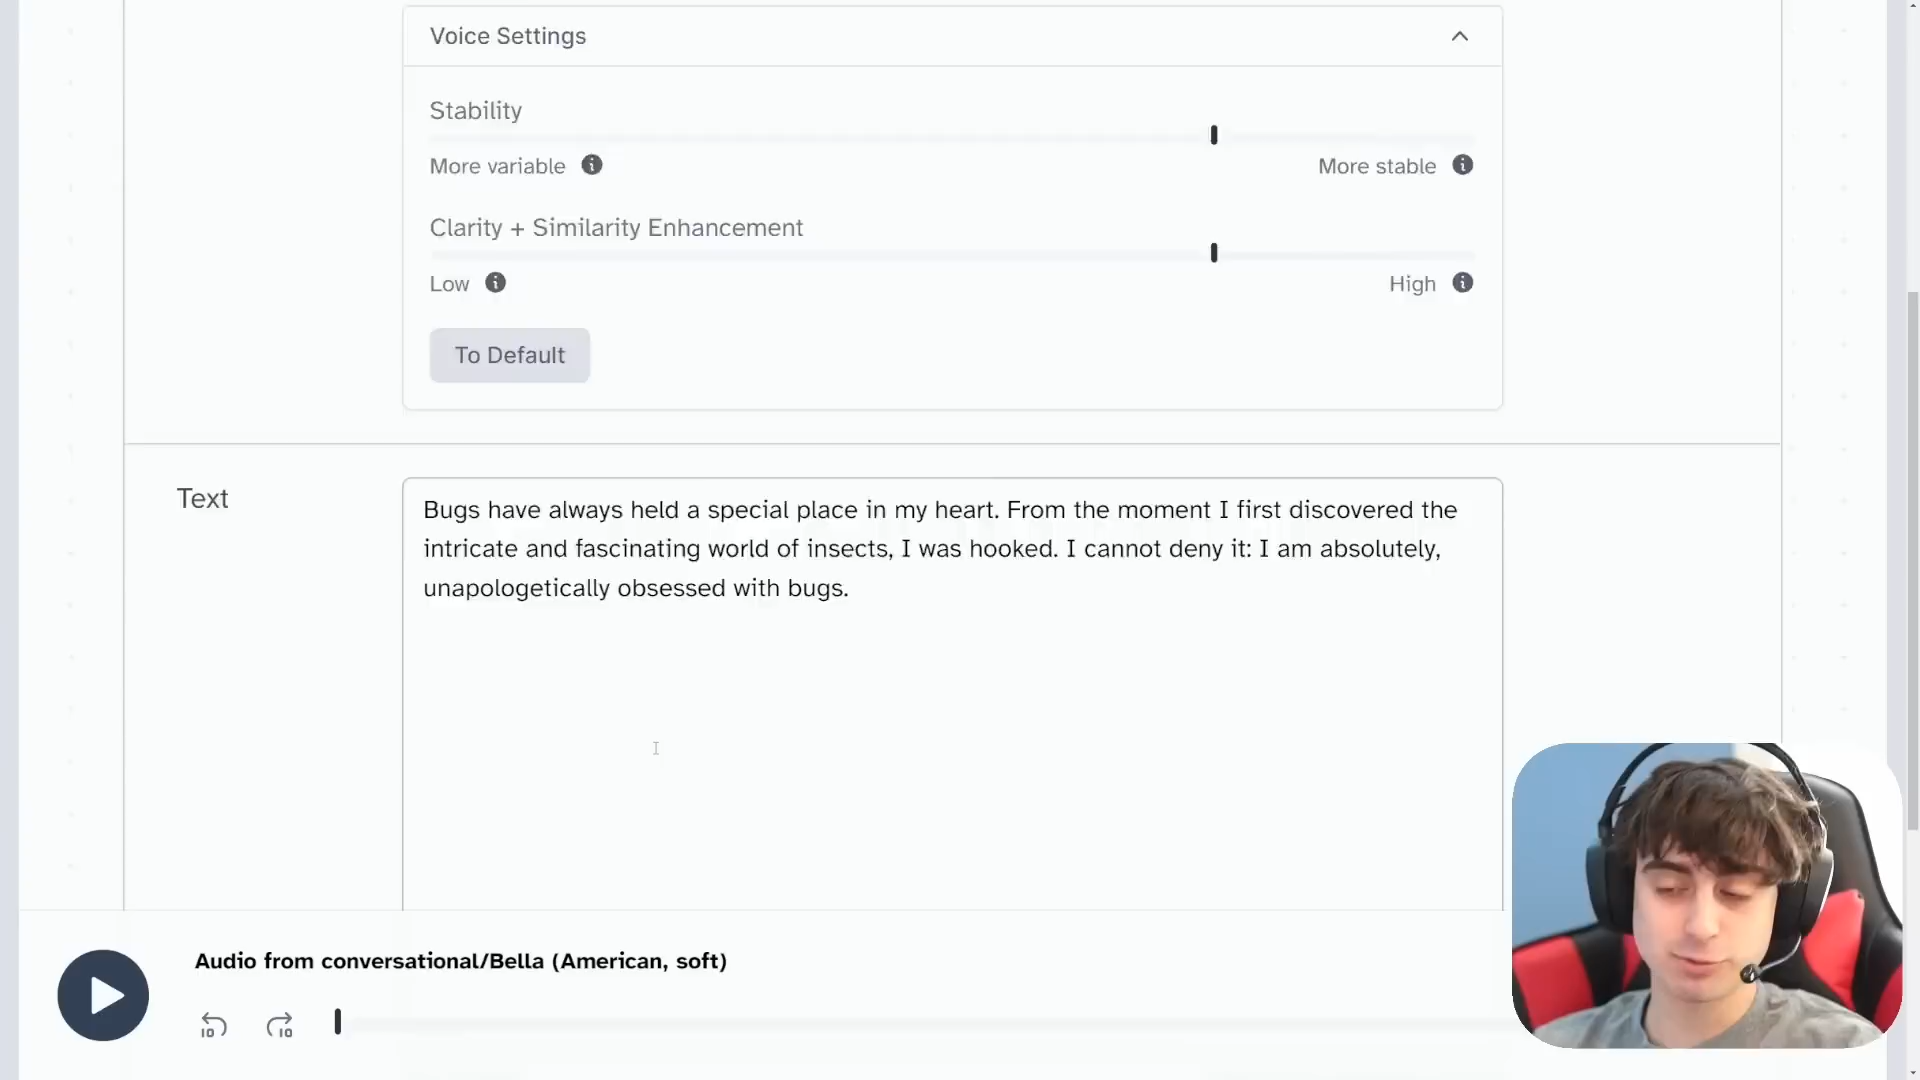 Voice Settings
Stability
More variable
More stable
Clarity + Similarity Enhancement
Low
High
To Default
Text
Bugs have always held a special place in my heart. From the moment I first discovered the
intricate and fascinating world of insects, I was hooked. I cannot deny it: I am absolutely,
unapologetically obsessed with bugs.
Audio from conversational/Bella (American, soft)
10
10